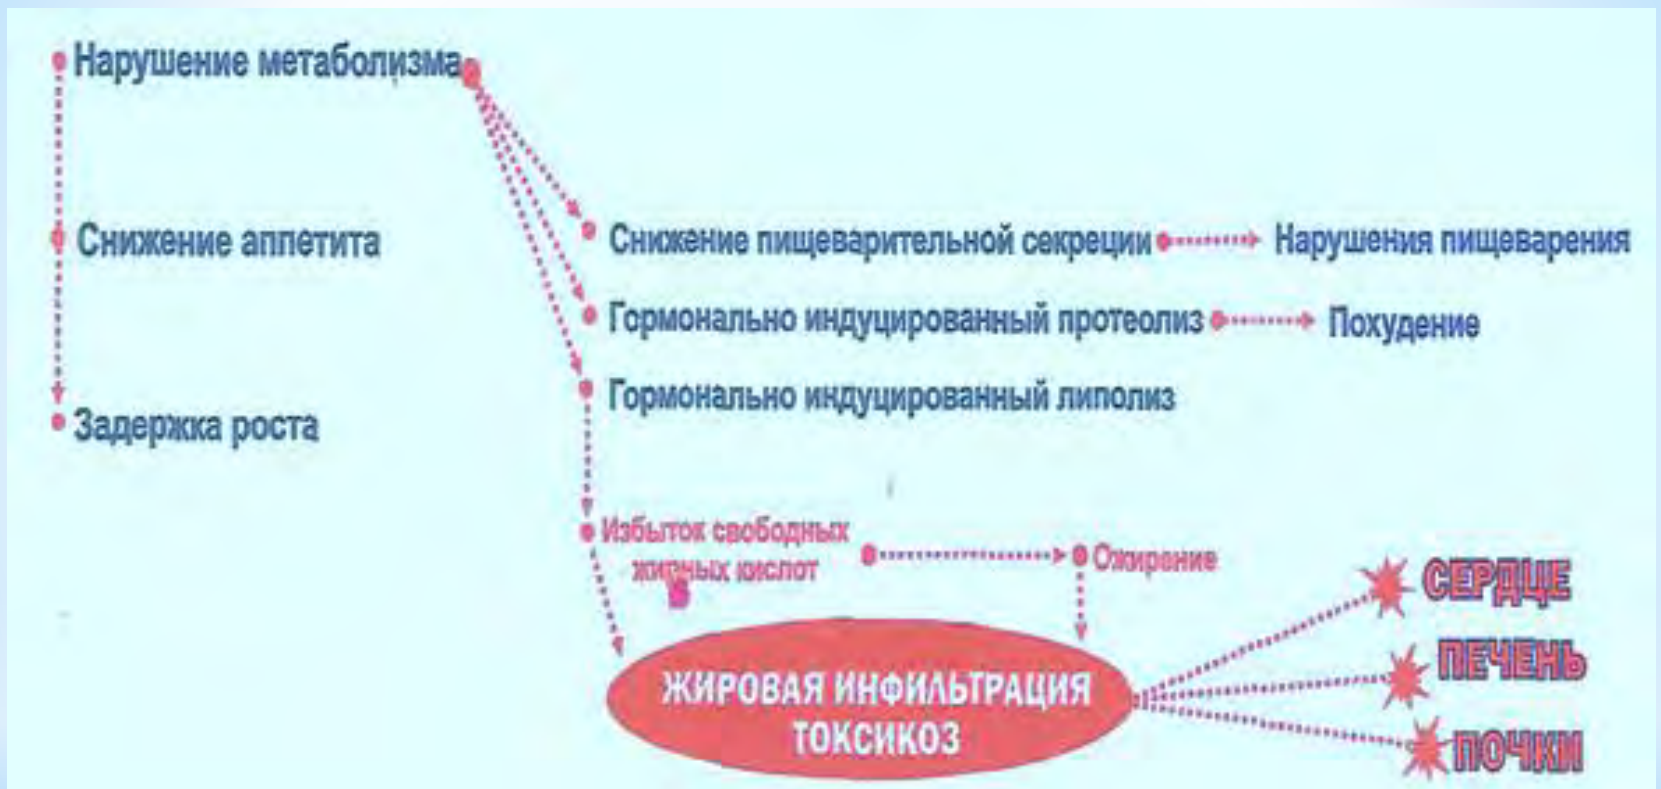 Нарушение метаболизма
Снижение аппетита
Задержка роста
Снижение пищеварительной секреции
Нарушения пищеварения
Гормонально индуцированный протеолиз
Похудение
Гормонально индуцированный липолиз
Избыток свободных
жирных кислот
Ожирение
ЖИРОВАЯ ИНФИЛЬТРАЦИЯ
ТОКСИКОЗ
СЕРДЦЕ
ПЕЧЕНЬ
ПОЧКИ